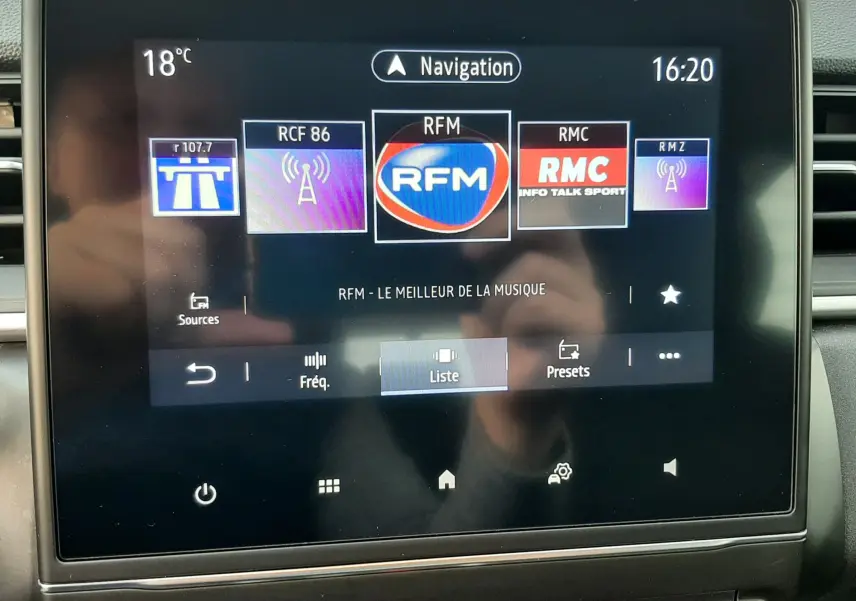 18°C
Navigation
16:20
r 107.7
RCF 86
RFM
RMC
RMZ
RFM
RMC
INFO TALK SPORT
RFM - LE MEILLEUR DE LA MUSIQUE
Sources
Fréq.
Liste
Presets